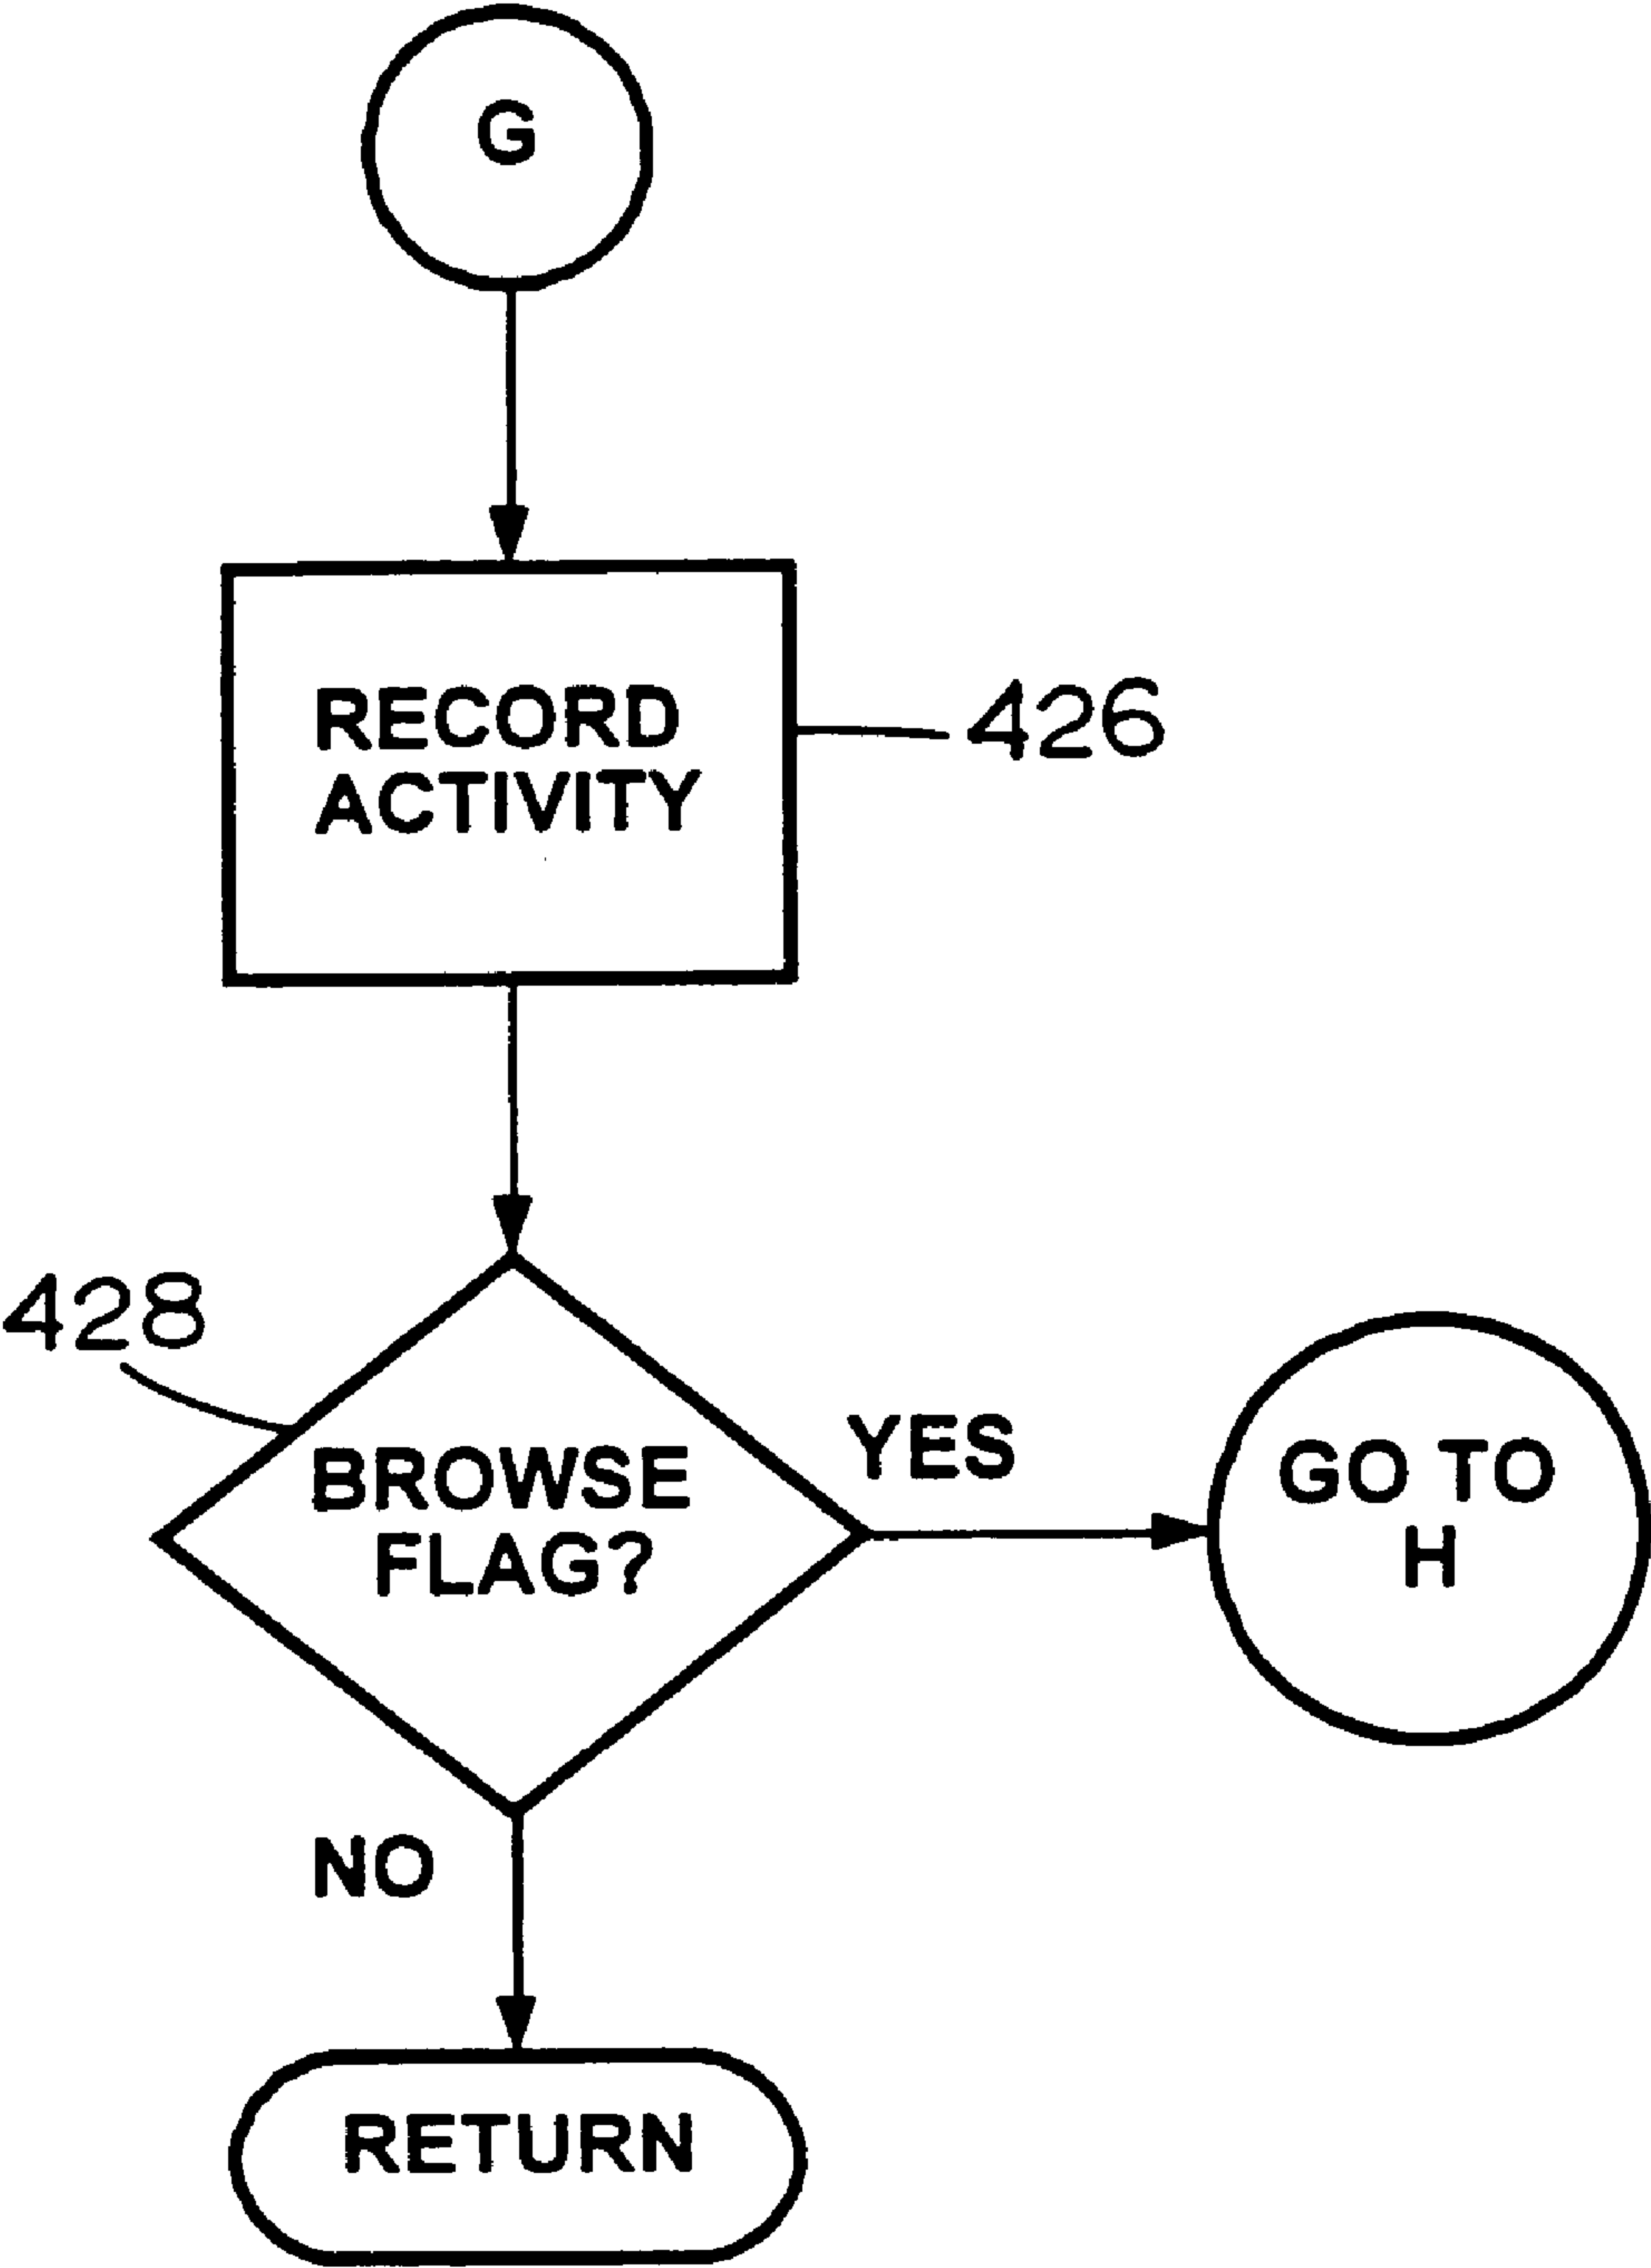 G
RECORD
ACTIVITY
426
428
BROWSE
FLAG?
YES
GO TO
H
NO
RETURN